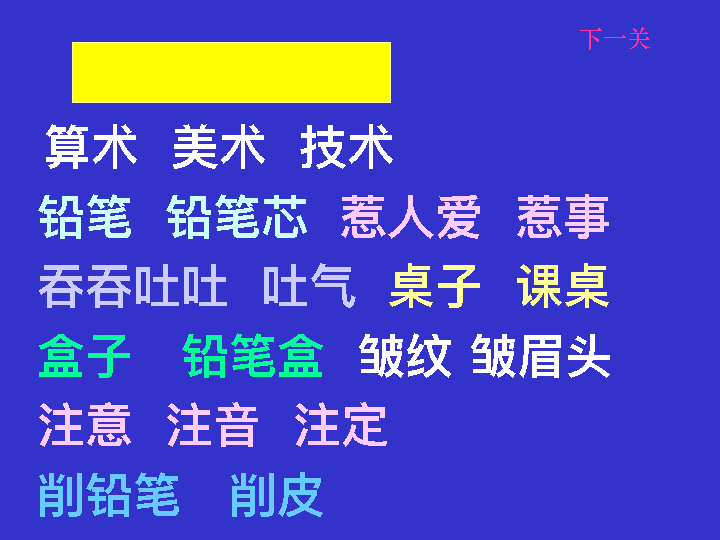 下一关
算术 美术 技术
铅笔 铅笔芯 惹人爱 惹事
吞吞吐吐 吐气 桌子 课桌
盒子 铅笔盒 皱纹 皱眉头
注意 注音 注定
削铅笔 削皮